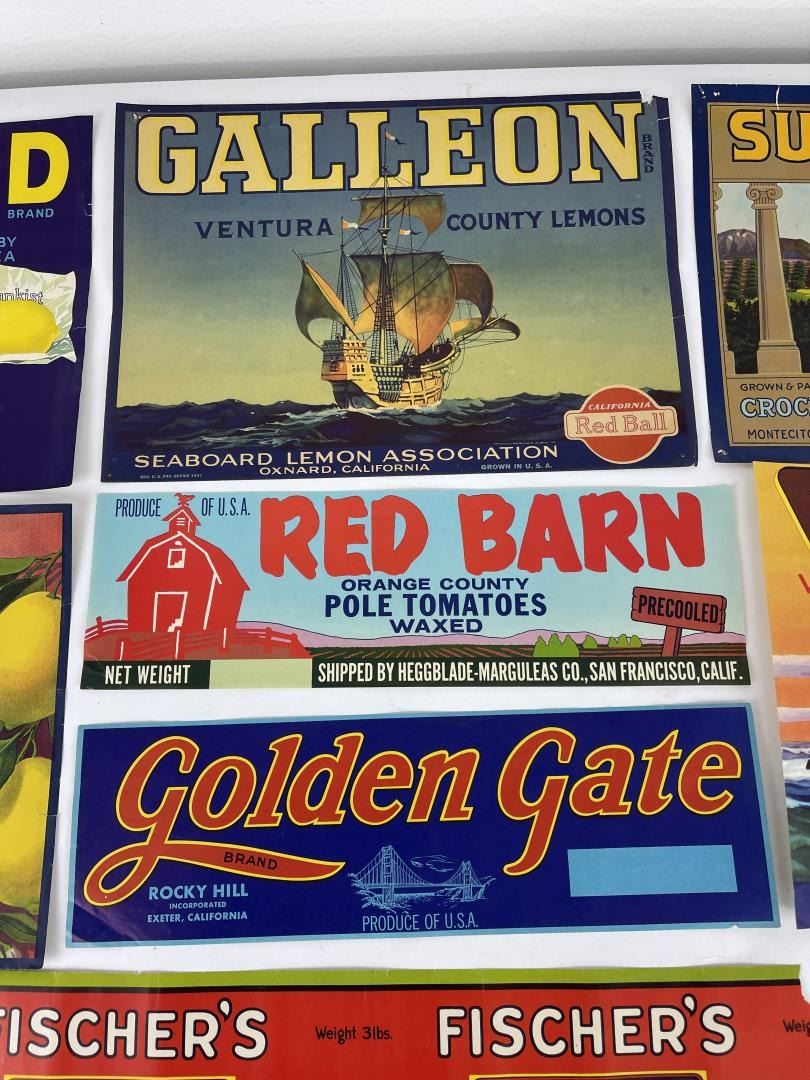 D
BRAND
BY
CA
unkist
GALLEON
BRAND
VENTURA COUNTY LEMONS
CALIFORNIA
Red Ball
SEABOARD LEMON ASSOCIATION
OXNARD, CALIFORNIA
GROWN IN U.S.A.
SU
GROWN & PA
CROC
MONTECITO
PRODUCE OF U.S.A.
RED BARN
ORANGE COUNTY
POLE TOMATOES
WAXED
PRECOOLED
NET WEIGHT
SHIPPED BY HEGGBLADE-MARGULEAS CO., SAN FRANCISCO, CALIF.
Golden Gate
BRAND
ROCKY HILL
INCORPORATED
EXETER, CALIFORNIA
PRODUCE OF U.S.A.
FISCHER'S Weight 3lbs. FISCHER'S Weig